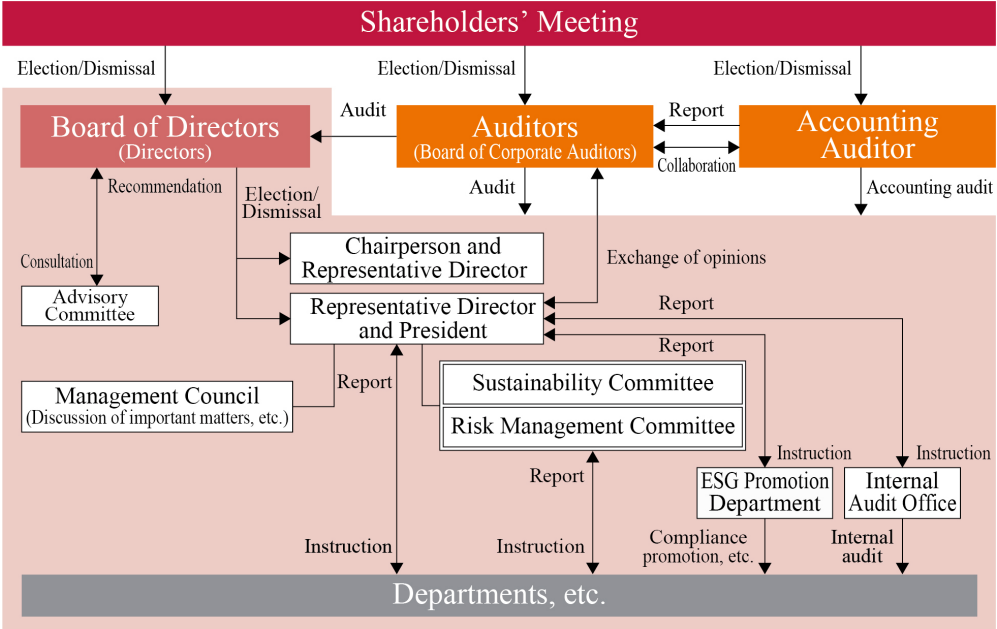 Shareholders’ Meeting
Election/Dismissal
Election/Dismissal
Election/Dismissal
Board of Directors
(Directors)
Audit
Auditors
(Board of Corporate Auditors)
Report
Collaboration
Accounting
Auditor
Recommendation
Election/
Dismissal
Audit
Accounting audit
Consultation
Advisory
Committee
Chairperson and
Representative Director
Exchange of opinions
Representative Director
and President
Report
Report
Management Council
(Discussion of important matters, etc.)
Report
Sustainability Committee
Risk Management Committee
Report
Instruction
Instruction
ESG Promotion
Department
Internal
Audit Office
Instruction
Instruction
Compliance
promotion, etc.
Internal
audit
Departments, etc.